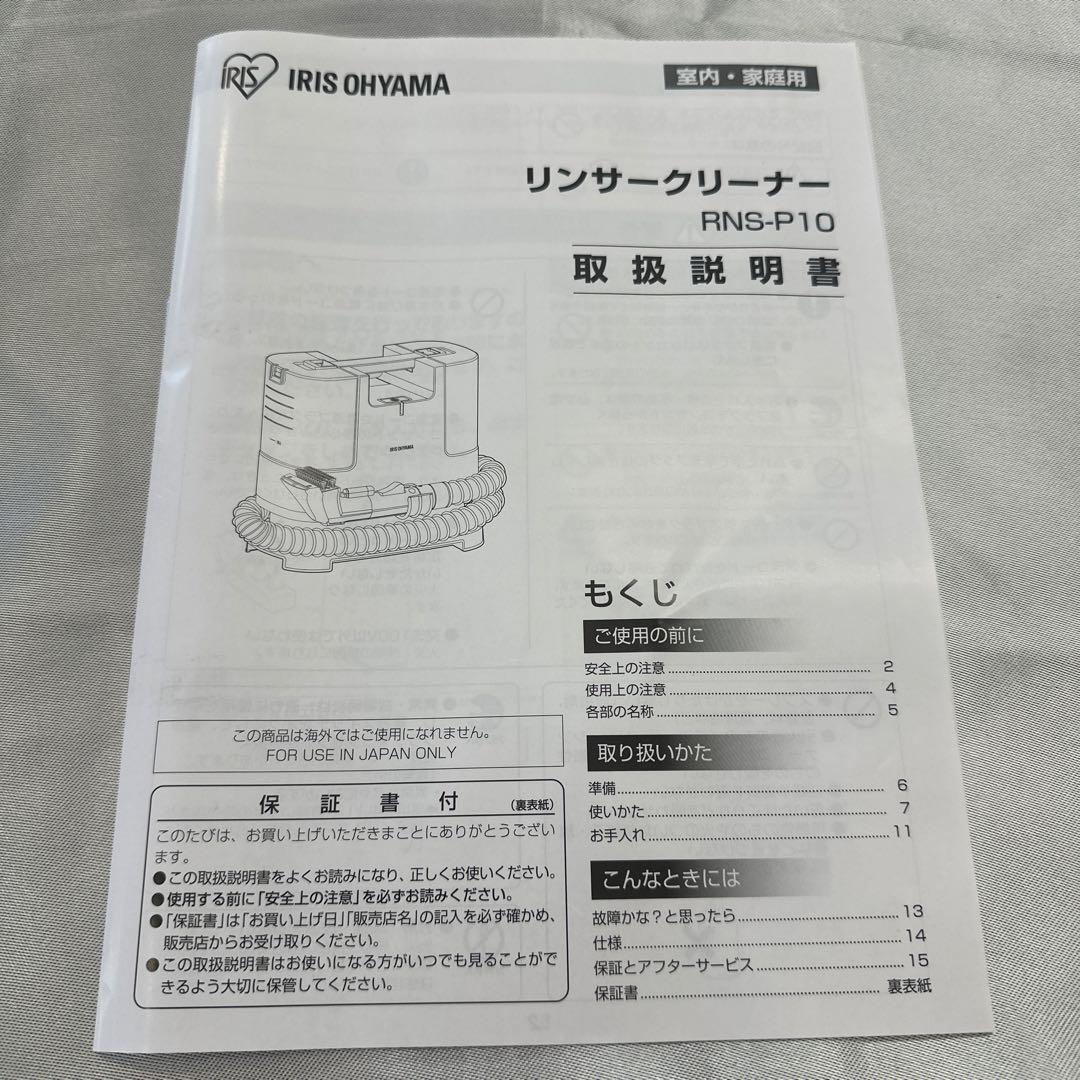 IRIS IRIS OHYAMA
室内・家庭用
リンサークリーナー
RNS-P10
取扱説明書
IRIS OHYAMA
もくじ
ご使用の前に
安全上の注意 2
使用上の注意 4
各部の名称 5
取り扱いかた
準備 6
使いかた 7
お手入れ 11
こんなときには
故障かな?と思ったら 13
仕様 14
保証とアフターサービス 15
保証書 裏表紙
この商品は海外ではご使用になれません。
FOR USE IN JAPAN ONLY
保証書付 (裏表紙)
このたびは、お買い上げいただきまことにありがとうござい
ます。
●この取扱説明書をよくお読みになり、正しくお使いください。
●使用する前に「安全上の注意」を必ずお読みください。
●「保証書」は「お買い上げ日」「販売店名」の記入を必ず確かめ、
販売店からお受け取りください。
●この取扱説明書はお使いになる方がいつでも見ることがで
きるよう大切に保管してください。